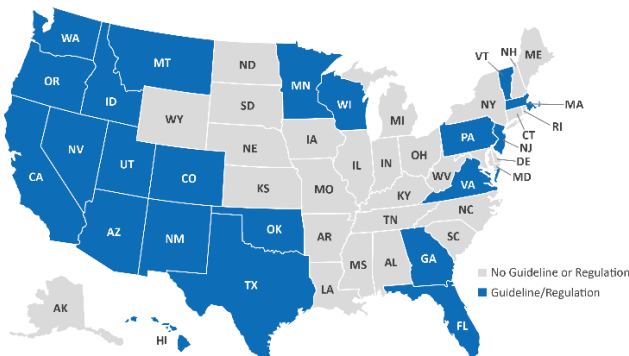 WA
MT
ND
OR
ID
SD
MN
WI
WY
NE
IA
MI
NY
VT
NH
ME
MA
RI
CT
NJ
DE
MD
PA
NV
UT
CO
CA
KS
MO
IL
IN
OH
WV
VA
KY
NC
TN
SC
AZ
NM
OK
AR
TX
LA
MS
AL
GA
FL
AK
HI
No Guideline or Regulation
Guideline/Regulation